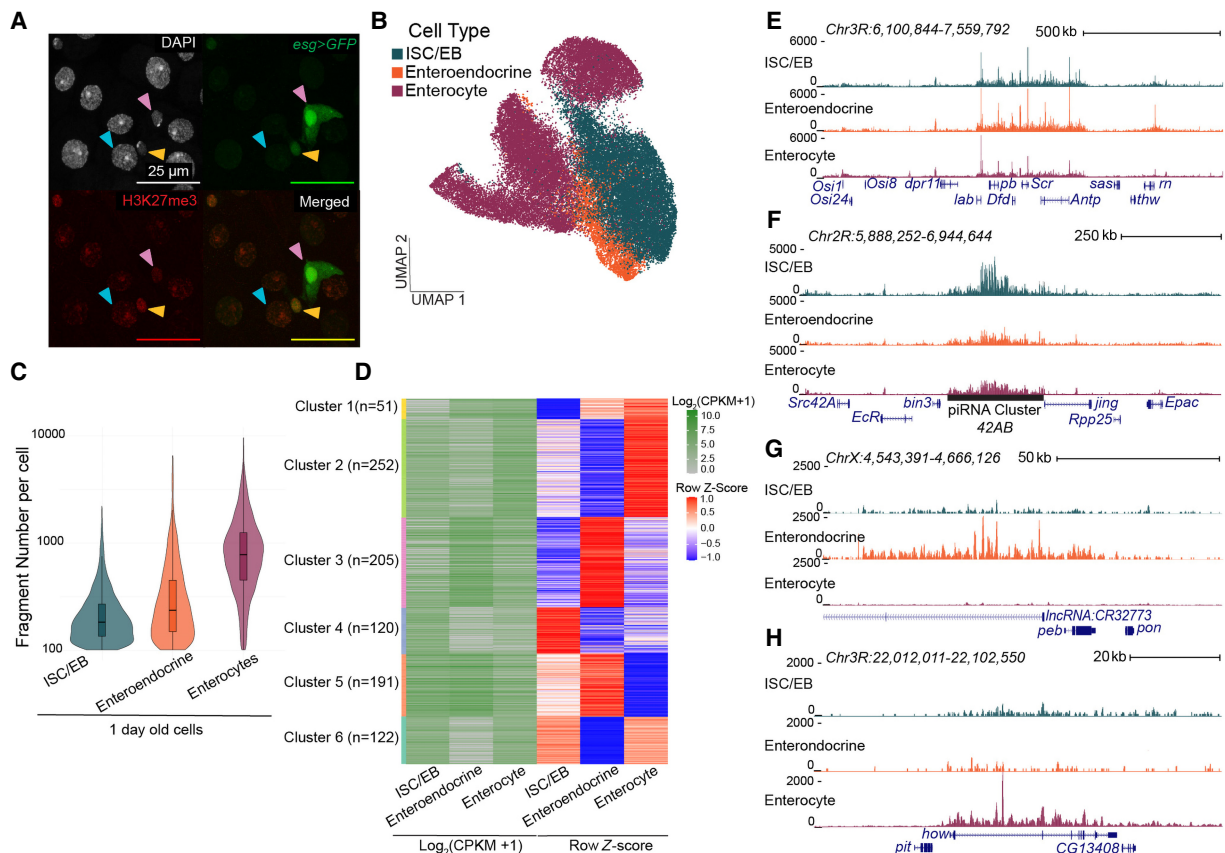 A
DAPI
esg>GFP
25 µm
H3K27me3
Merged
B
Cell Type
ISC/EB
Enteroendocrine
Enterocyte
UMAP 2
UMAP 1
C
Fragment Number per cell
10000
1000
100
ISC/EB
Enteroendocrine
Enterocytes
1 day old cells
D
Cluster 1(n=51)
Cluster 2 (n=252)
Cluster 3 (n=205)
Cluster 4 (n=120)
Cluster 5 (n=191)
Cluster 6 (n=122)
Log₂(CPKM+1)
10.0
7.5
5.0
2.5
0.0
Row Z-Score
1.0
0.5
0.0
−0.5
−1.0
ISC/EB
Enteroendocrine
Enterocyte
ISC/EB
Enteroendocrine
Enterocyte
Log₂(CPKM +1)
Row Z-score
E
Chr3R:6,100,844-7,559,792
500 kb
6000
ISC/EB
0
6000
Enteroendocrine
0
6000
Enterocyte
0
Osi1 Osi8 dpr11 pb Scr sas rn
Osi24 lab Dfd Antp thw
F
Chr2R:5,888,252-6,944,644
250 kb
5000
ISC/EB
0
5000
Enteroendocrine
0
5000
Enterocyte
0
Src42A bin3 piRNA Cluster jing Epac
EcR 42AB Rpp25
G
ChrX:4,543,391-4,666,126
50 kb
2500
ISC/EB
0
2500
Enteroendocrine
0
2500
Enterocyte
0
lncRNA:CR32773
peb pon
H
Chr3R:22,012,011-22,102,550
20 kb
2000
ISC/EB
0
2000
Enterondocrine
0
2000
Enterocyte
0
how
pit CG13408